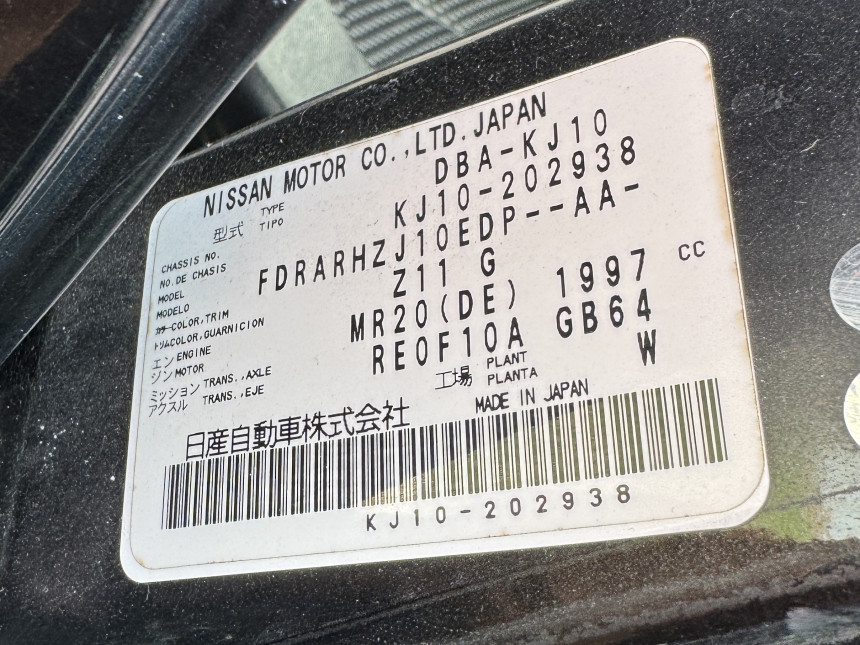 NISSAN MOTOR CO.,LTD.JAPAN
型式 TYPE TIPO DBA-KJ10
CHASSIS NO. NO.DE CHASIS KJ10-202938
MODEL MODELO FDRARHZJ10EDP--AA-
カラー COLOR,TRIM トリム COLOR,GUARNICION Z11 G
エンジン ENGINE MOTOR MR20(DE) 1997 CC
ミッション アクスル TRANS.,AXLE TRANS.,EJE RE0F10A GB64
工場 PLANT PLANTA W
日産自動車株式会社 MADE IN JAPAN
KJ10-202938